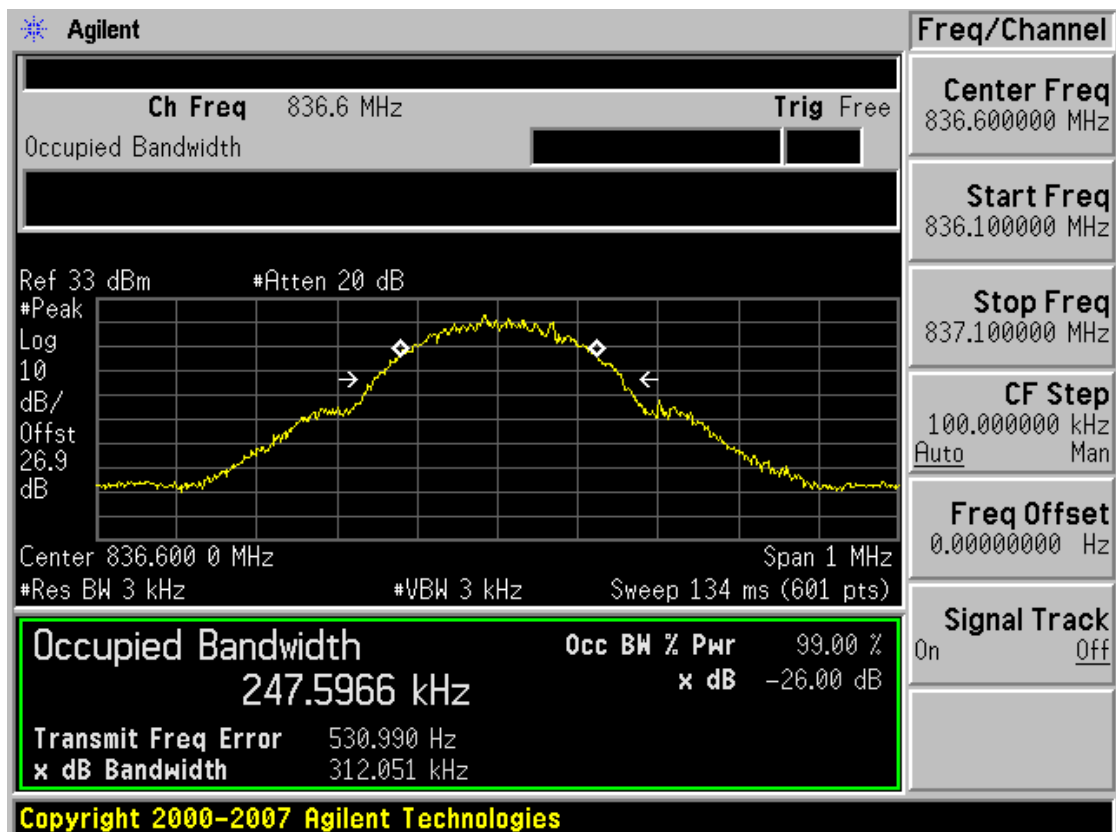 Agilent
Freq/Channel
Ch Freq 836.6 MHz Trig Free
Occupied Bandwidth
Center Freq
836.600000 MHz
Start Freq
836.100000 MHz
Stop Freq
837.100000 MHz
CF Step
100.000000 kHz
Auto Man
Freq Offset
0.00000000 Hz
Signal Track
On Off
Ref 33 dBm #Atten 20 dB
#Peak
Log
10
dB/
Offst
26.9
dB
Center 836.600 0 MHz Span 1 MHz
#Res BW 3 kHz #VBW 3 kHz Sweep 134 ms (601 pts)
Occupied Bandwidth
247.5966 kHz
Occ BW % Pwr 99.00 %
x dB -26.00 dB
Transmit Freq Error 530.990 Hz
x dB Bandwidth 312.051 kHz
Copyright 2000-2007 Agilent Technologies